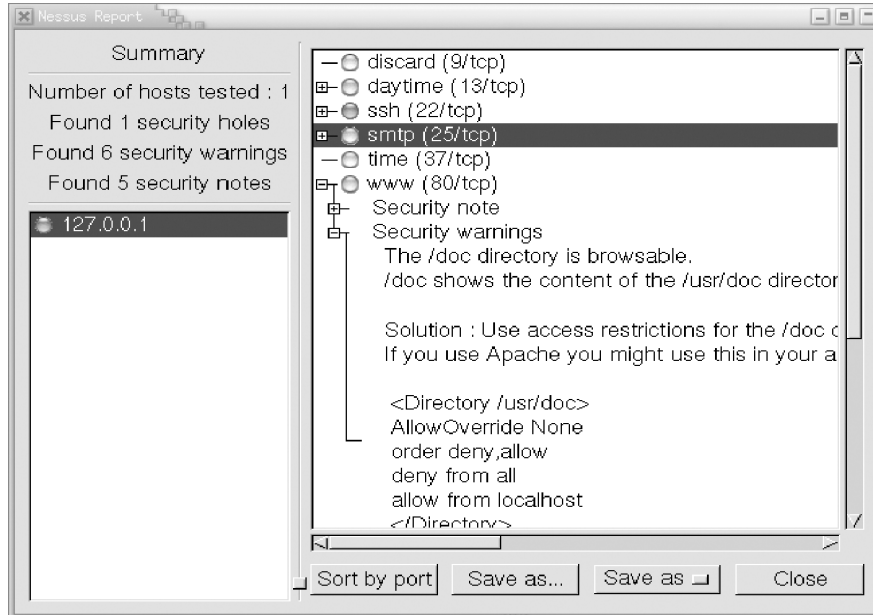 Nessus Report
Summary
Number of hosts tested : 1
Found 1 security holes
Found 6 security warnings
Found 5 security notes
127.0.0.1
discard (9/tcp)
daytime (13/tcp)
ssh (22/tcp)
smtp (25/tcp)
time (37/tcp)
www (80/tcp)
Security note
Security warnings
The /doc directory is browsable.
/doc shows the content of the /usr/doc director
Solution : Use access restrictions for the /doc
If you use Apache you might use this in your a
<Directory /usr/doc>
AllowOverride None
order deny,allow
deny from all
allow from localhost
</Directory>
Sort by port
Save as...
Save as
Close